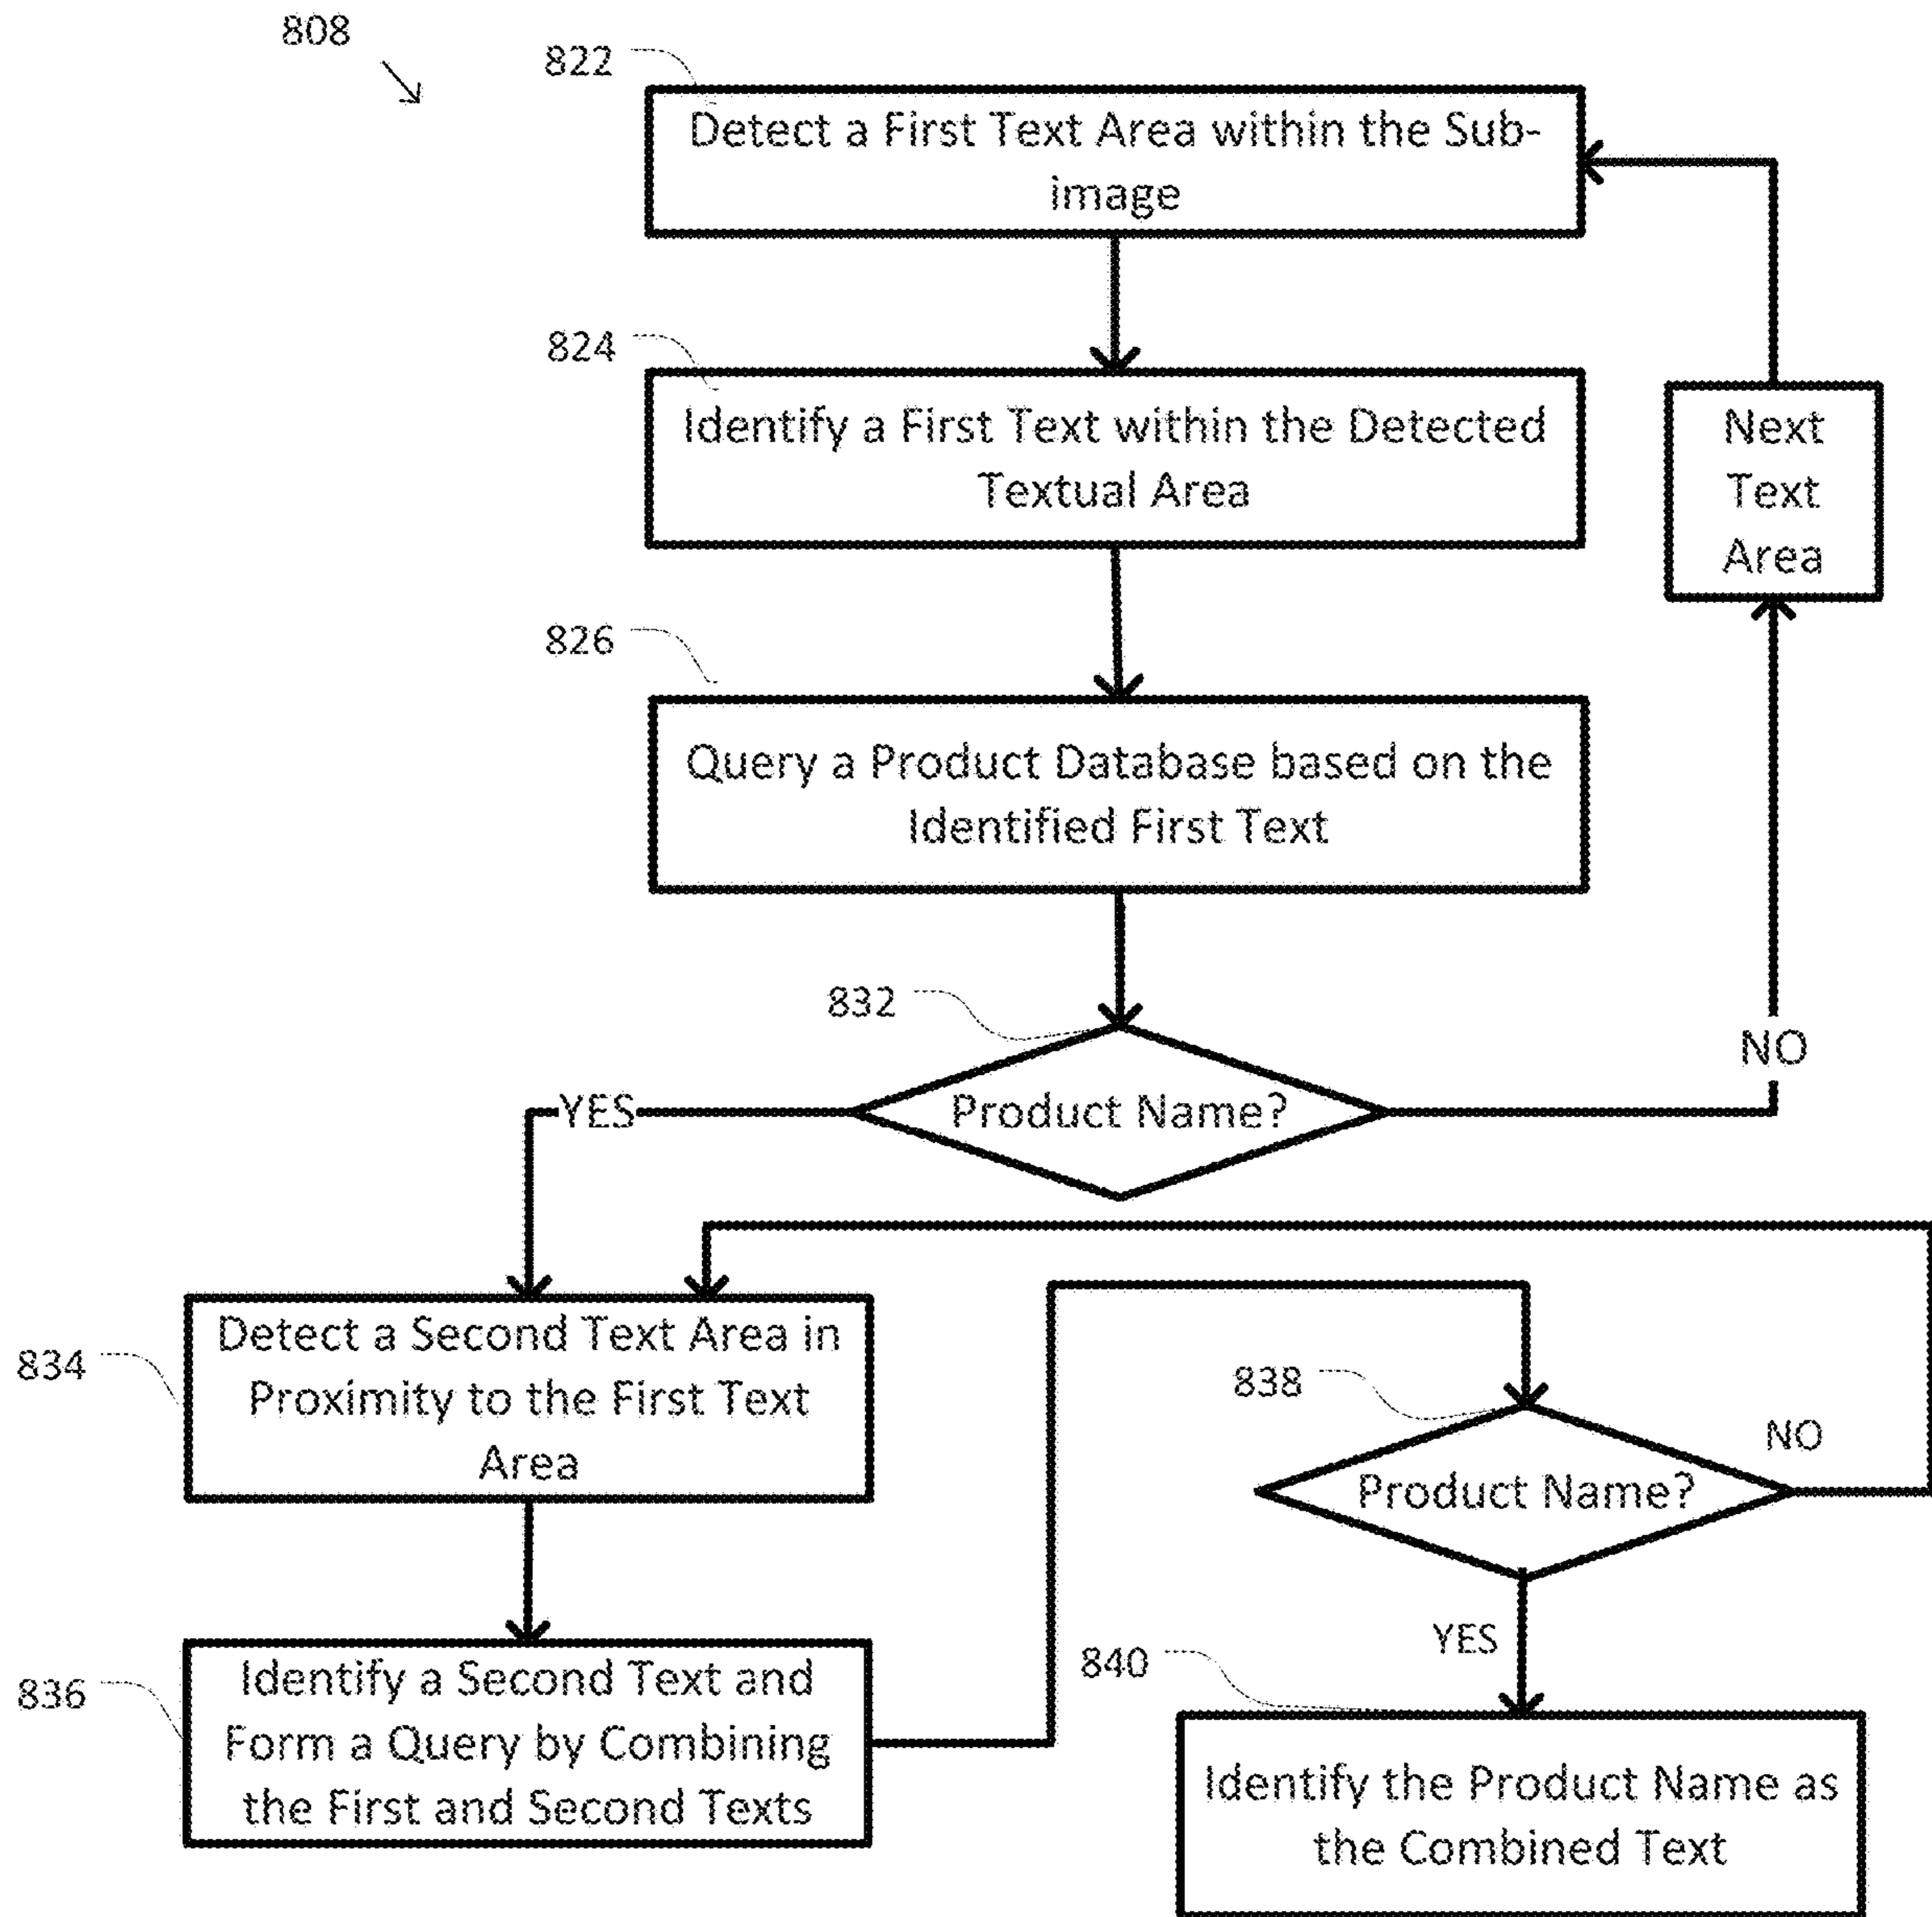 808
822
Detect a First Text Area within the Sub-
image
824
Identify a First Text within the Detected
Textual Area
Next
Text
Area
826
Query a Product Database based on the
Identified First Text
832
Product Name?
YES
NO
834
Detect a Second Text Area in
Proximity to the First Text
Area
838
Product Name?
NO
YES
836
Identify a Second Text and
Form a Query by Combining
the First and Second Texts
840
Identify the Product Name as
the Combined Text